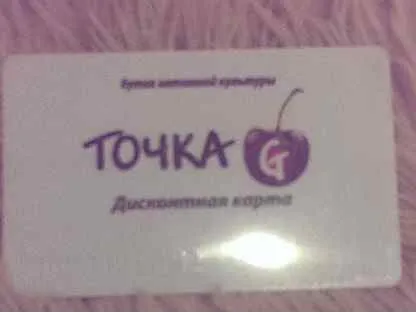 Бутик интимной культуры
ТОЧКА G
Дисконтная карта